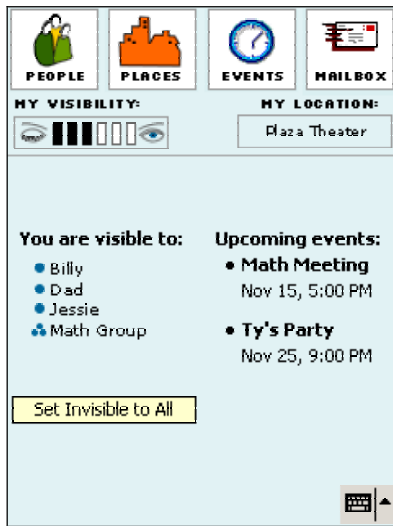 PEOPLE PLACES EVENTS MAILBOX
MY VISIBILITY: MY LOCATION:
Plaza Theater
You are visible to: Upcoming events:
Billy
Dad
Jessie
Math Group
• Math Meeting
Nov 15, 5:00 PM
• Ty's Party
Nov 25, 9:00 PM
Set Invisible to All